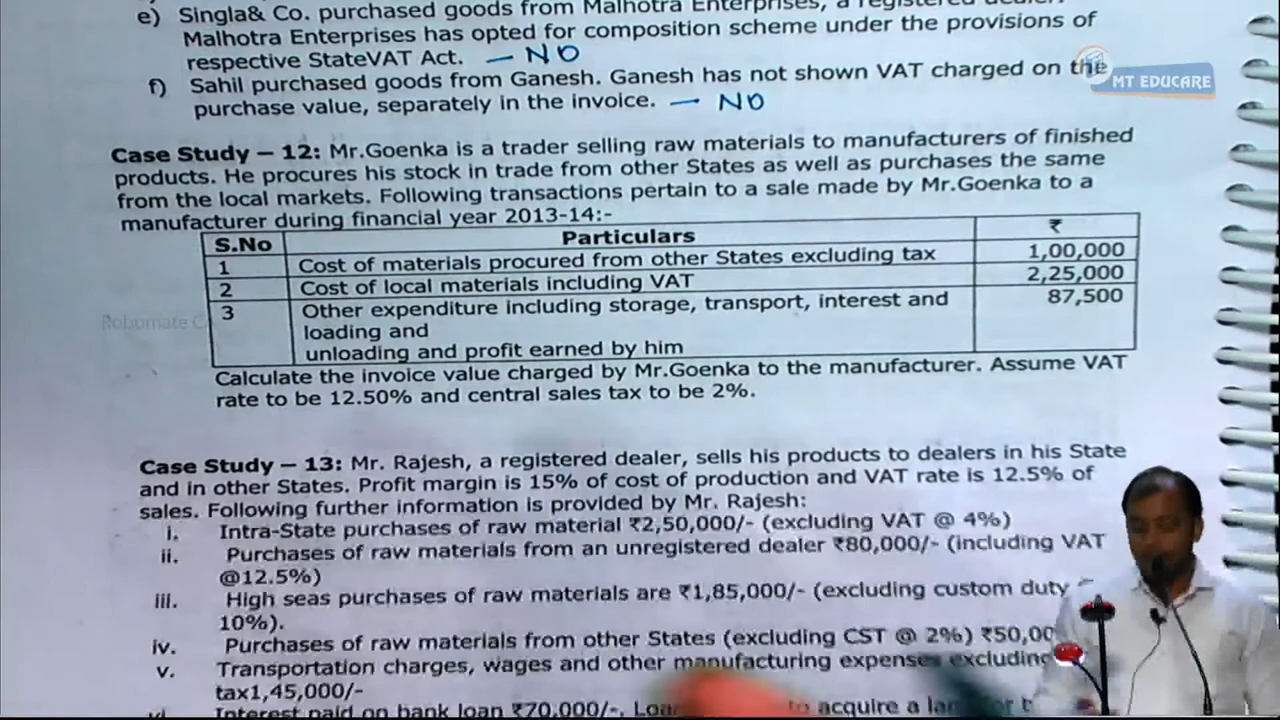 e) Singla& Co. purchased goods from Malhotra Enterprises, a registered dealer.
Malhotra Enterprises has opted for composition scheme under the provisions of
respective StateVAT Act. — NO
f) Sahil purchased goods from Ganesh. Ganesh has not shown VAT charged on the
purchase value, separately in the invoice. — NO
MT EDUCARE
Case Study – 12: Mr.Goenka is a trader selling raw materials to manufacturers of finished
products. He procures his stock in trade from other States as well as purchases the same
from the local markets. Following transactions pertain to a sale made by Mr.Goenka to a
manufacturer during financial year 2013-14:-
S.No Particulars ₹
1 Cost of materials procured from other States excluding tax 1,00,000
2 Cost of local materials including VAT 2,25,000
3 Other expenditure including storage, transport, interest and 87,500
loading and
unloading and profit earned by him
Robomate
Calculate the invoice value charged by Mr.Goenka to the manufacturer. Assume VAT
rate to be 12.50% and central sales tax to be 2%.
Case Study – 13: Mr. Rajesh, a registered dealer, sells his products to dealers in his State
and in other States. Profit margin is 15% of cost of production and VAT rate is 12.5% of
sales. Following further information is provided by Mr. Rajesh:
i. Intra-State purchases of raw material ₹2,50,000/- (excluding VAT @ 4%)
ii. Purchases of raw materials from an unregistered dealer ₹80,000/- (including VAT
@12.5%)
iii. High seas purchases of raw materials are ₹1,85,000/- (excluding custom duty
10%).
iv. Purchases of raw materials from other States (excluding CST @ 2%) ₹50,00
v. Transportation charges, wages and other manufacturing expenses excluding
tax1,45,000/-
vi. Interest paid on bank loan ₹70,000/-. to acquire a